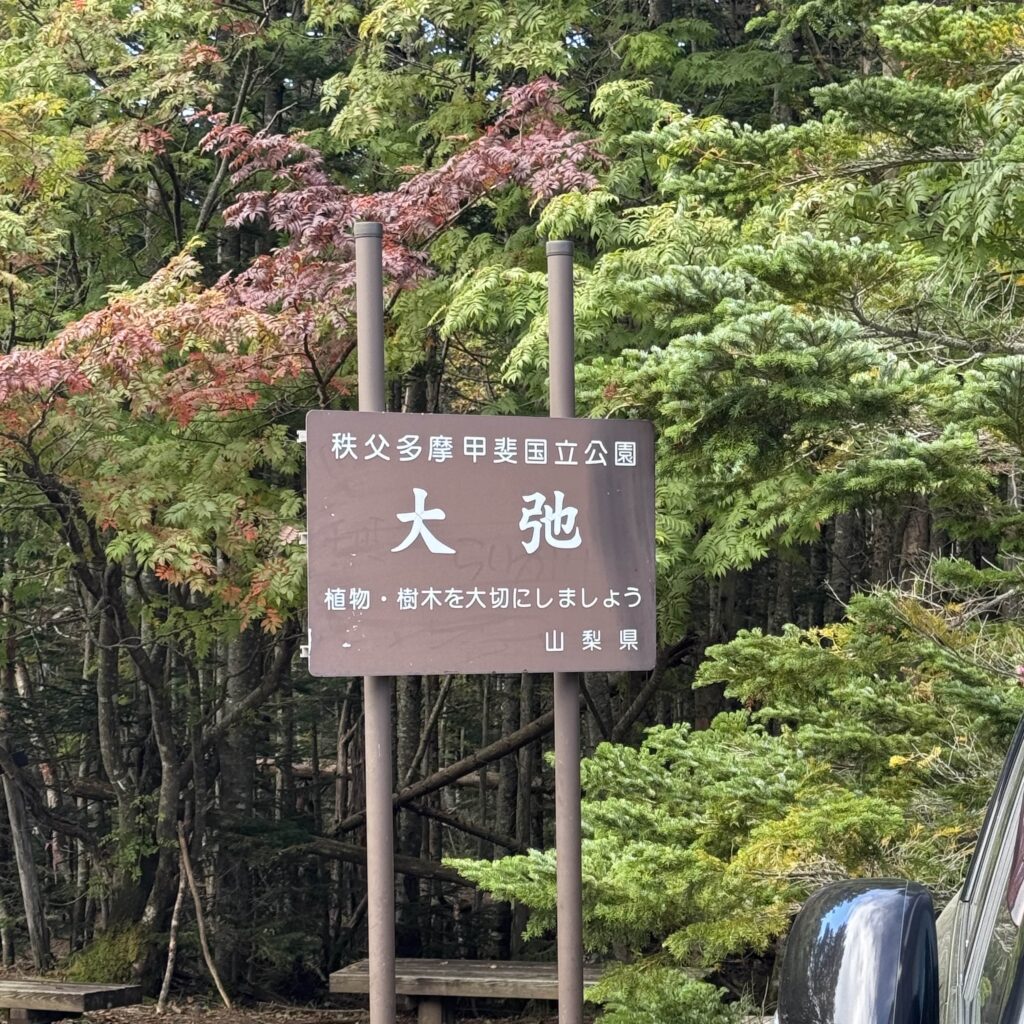 秩父多摩甲斐国立公園
大弛
植物・樹木を大切にしましょう
山梨県